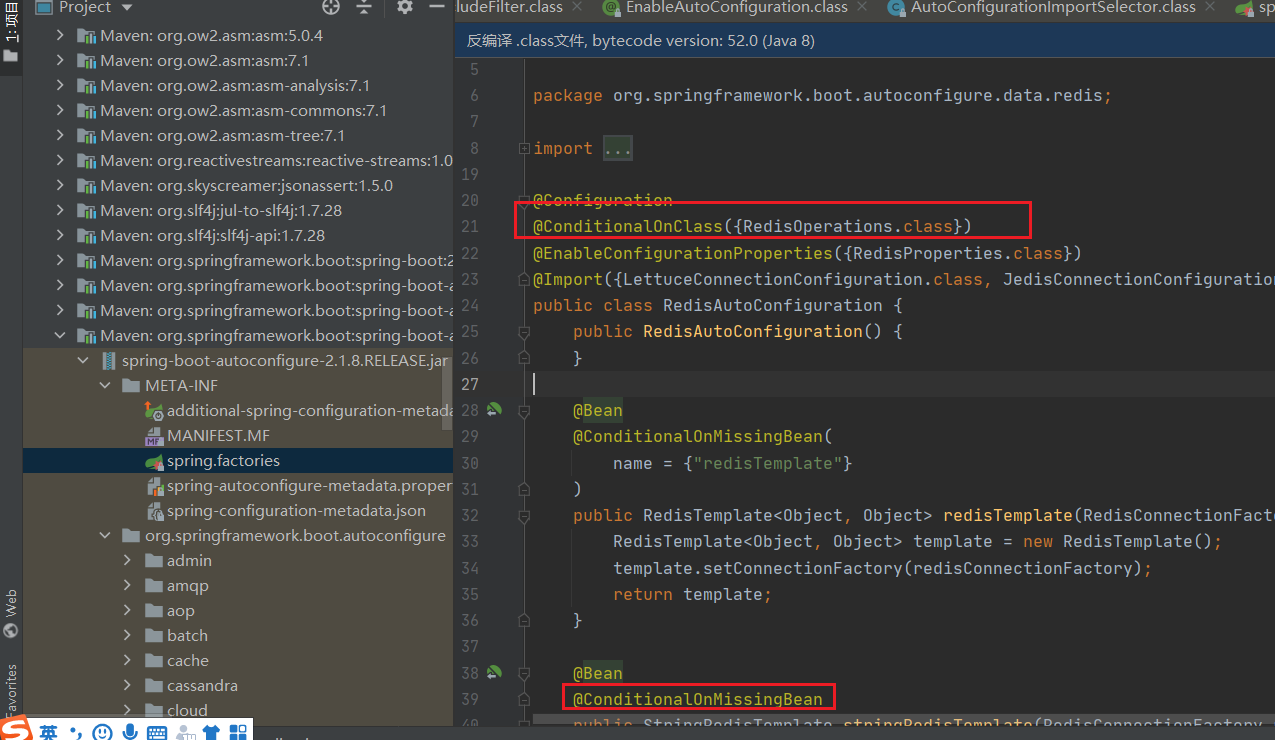 Project
1: 项目
Maven: org.ow2.asm:asm:5.0.4
Maven: org.ow2.asm:asm:7.1
Maven: org.ow2.asm:asm-analysis:7.1
Maven: org.ow2.asm:asm-commons:7.1
Maven: org.ow2.asm:asm-tree:7.1
Maven: org.reactivestreams:reactive-streams:1.0
Maven: org.skyscreamer:jsonassert:1.5.0
Maven: org.slf4j:jul-to-slf4j:1.7.28
Maven: org.slf4j:slf4j-api:1.7.28
Maven: org.springframework.boot:spring-boot:2
Maven: org.springframework.boot:spring-boot-a
Maven: org.springframework.boot:spring-boot-a
Maven: org.springframework.boot:spring-boot-a
spring-boot-autoconfigure-2.1.8.RELEASE.jar
META-INF
additional-spring-configuration-metada
MF MANIFEST.MF
spring.factories
spring-autoconfigure-metadata.proper
spring-configuration-metadata.json
org.springframework.boot.autoconfigure
admin
amqp
aop
batch
cache
cassandra
cloud
Web
Favorites
英
ludeFilter.class
EnableAutoConfiguration.class
AutoConfigurationImportSelector.class
sp
反编译 .class文件, bytecode version: 52.0 (Java 8)
5
6 package org.springframework.boot.autoconfigure.data.redis;
7
8 import ...
19
20 @Configuration
21 @ConditionalOnClass({RedisOperations.class})
22 @EnableConfigurationProperties({RedisProperties.class})
23 @Import({LettuceConnectionConfiguration.class, JedisConnectionConfiguration
24 public class RedisAutoConfiguration {
25 public RedisAutoConfiguration() {
26 }
27
28 @Bean
29 @ConditionalOnMissingBean(
30 name = {"redisTemplate"}
31 )
32 public RedisTemplate<Object, Object> redisTemplate(RedisConnectionFacto
33 RedisTemplate<Object, Object> template = new RedisTemplate();
34 template.setConnectionFactory(redisConnectionFactory);
35 return template;
36 }
37
38 @Bean
39 @ConditionalOnMissingBean
40 public StringRedisTemplate stringRedisTemplate(RedisConnectionFactory